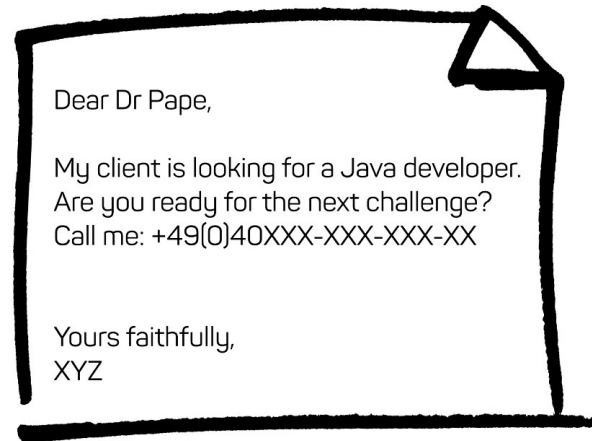 Dear Dr Pape,
My client is looking for a Java developer.
Are you ready for the next challenge?
Call me: +49(0)40XXX-XXX-XXX-XX
Yours faithfully,
XYZ